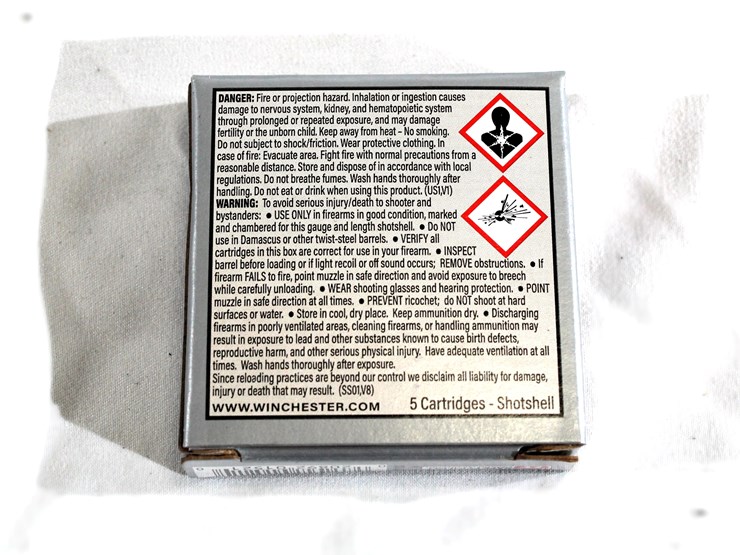 DANGER: Fire or projection hazard. Inhalation or ingestion causes
damage to nervous system, kidney, and hematopoietic system
through prolonged or repeated exposure, and may damage
fertility or the unborn child. Keep away from heat - No smoking.
Do not subject to shock/friction. Wear protective clothing. In
case of fire: Evacuate area. Fight fire with normal precautions from a
reasonable distance. Store and dispose of in accordance with local
regulations. Do not breathe fumes. Wash hands thoroughly after
handling. Do not eat or drink when using this product. (US1,V1)
WARNING: To avoid serious injury/death to shooter and
bystanders: ● USE ONLY in firearms in good condition, marked
and chambered for this gauge and length shotshell. ● Do NOT
use in Damascus or other twist-steel barrels. ● VERIFY all
cartridges in this box are correct for use in your firearm. ● INSPECT
barrel before loading or if light recoil or off sound occurs; REMOVE obstructions. ● If
firearm FAILS to fire, point muzzle in safe direction and avoid exposure to breech
while carefully unloading. ● WEAR shooting glasses and hearing protection. ● POINT
muzzle in safe direction at all times. ● PREVENT ricochet; do NOT shoot at hard
surfaces or water. ● Store in cool, dry place. Keep ammunition dry. ● Discharging
firearms in poorly ventilated areas, cleaning firearms, or handling ammunition may
result in exposure to lead and other substances known to cause birth defects,
reproductive harm, and other serious physical injury. Have adequate ventilation at all
times. Wash hands thoroughly after exposure.
Since reloading practices are beyond our control we disclaim all liability for damage,
injury or death that may result. (SS01,V8)
WWW.WINCHESTER.COM 5 Cartridges - Shotshell